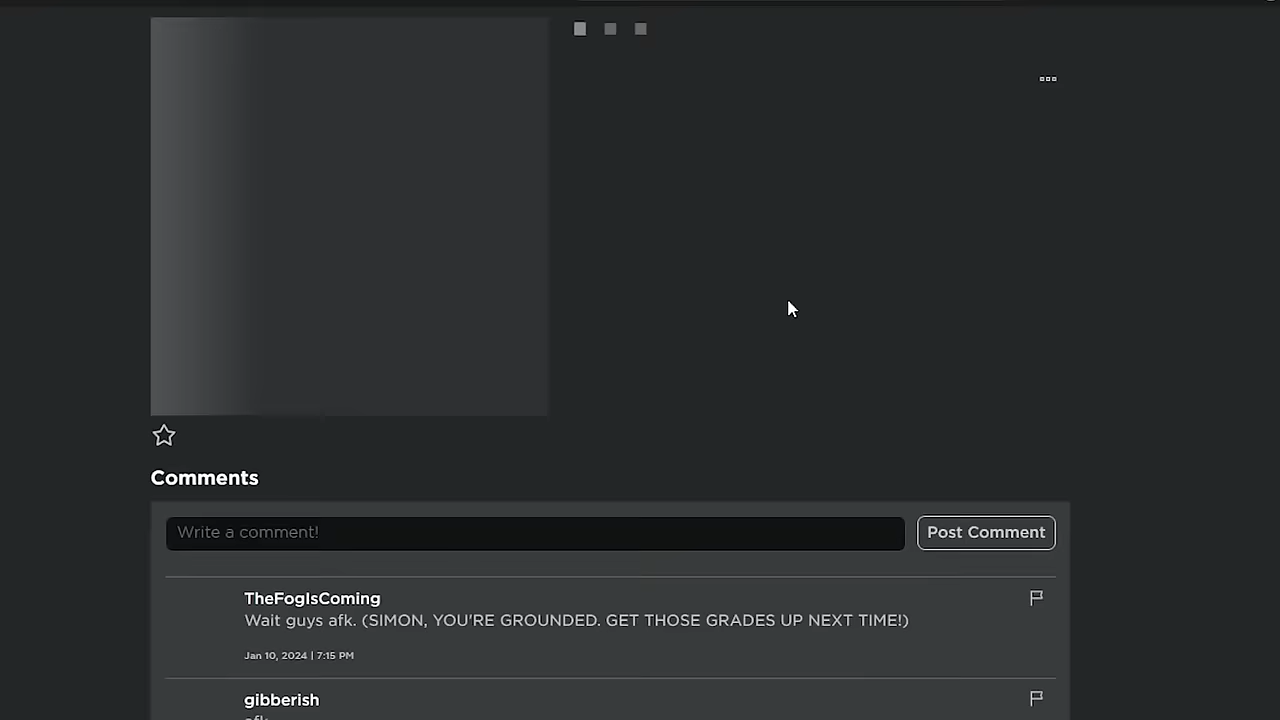 Comments
Write a comment!
Post Comment
TheFogIsComing
Wait guys afk. (SIMON, YOU'RE GROUNDED. GET THOSE GRADES UP NEXT TIME!)
Jan 10, 2024 | 7:15 PM
gibberish
afk